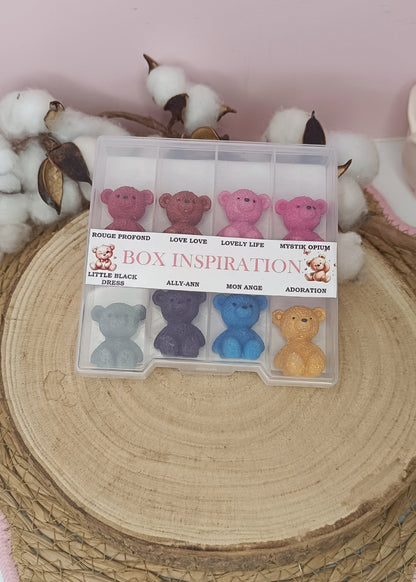 ROUGE PROFOND LOVE LOVE LOVELY LIFE MYSTIK OPIUM
BOX INSPIRATION
LITTLE BLACK DRESS ALLY-ANN MON ANGE ADORATION